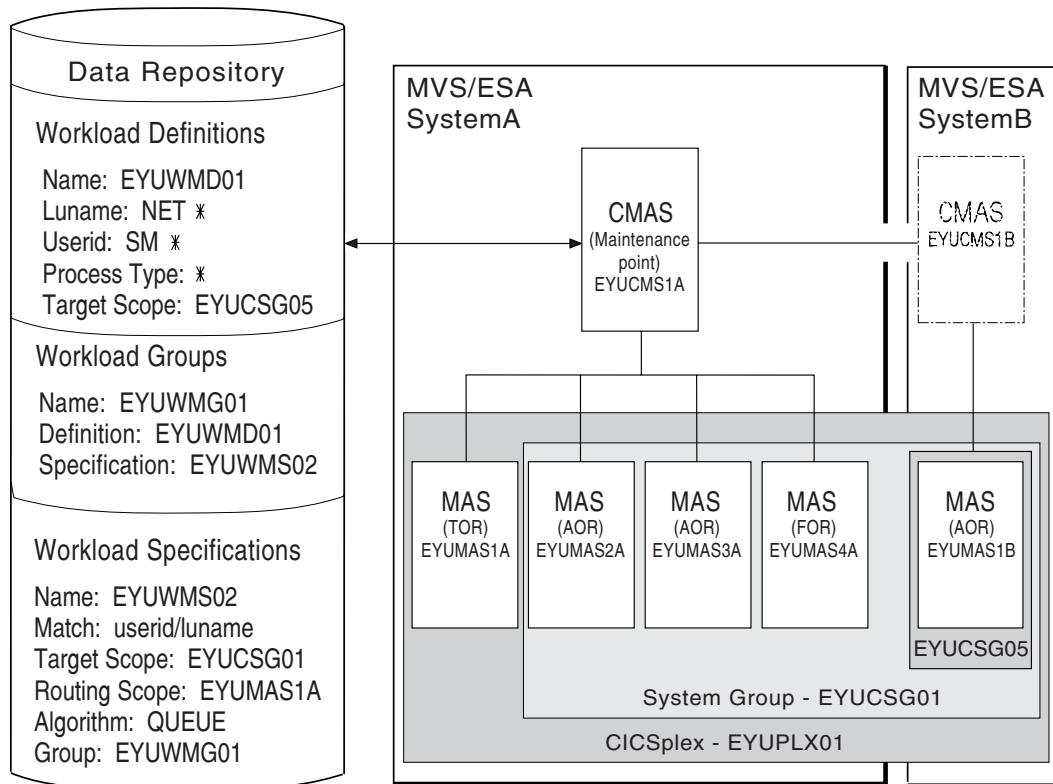 Data Repository
Workload Definitions
Name: EYUWMD01
Luname: NET *
Userid: SM *
Process Type: *
Target Scope: EYUCSG05
Workload Groups
Name: EYUWMG01
Definition: EYUWMD01
Specification: EYUWMS02
Workload Specifications
Name: EYUWMS02
Match: userid/luname
Target Scope: EYUCSG01
Routing Scope: EYUMAS1A
Algorithm: QUEUE
Group: EYUWMG01
MVS/ESA
SystemA
CMAS
(Maintenance
point)
EYUCMS1A
MVS/ESA
SystemB
CMAS
EYUCMS1B
MAS
(TOR)
EYUMAS1A
MAS
(AOR)
EYUMAS2A
MAS
(AOR)
EYUMAS3A
MAS
(FOR)
EYUMAS4A
MAS
(AOR)
EYUMAS1B
EYUCSG05
System Group - EYUCSG01
CICSplex - EYUPLX01